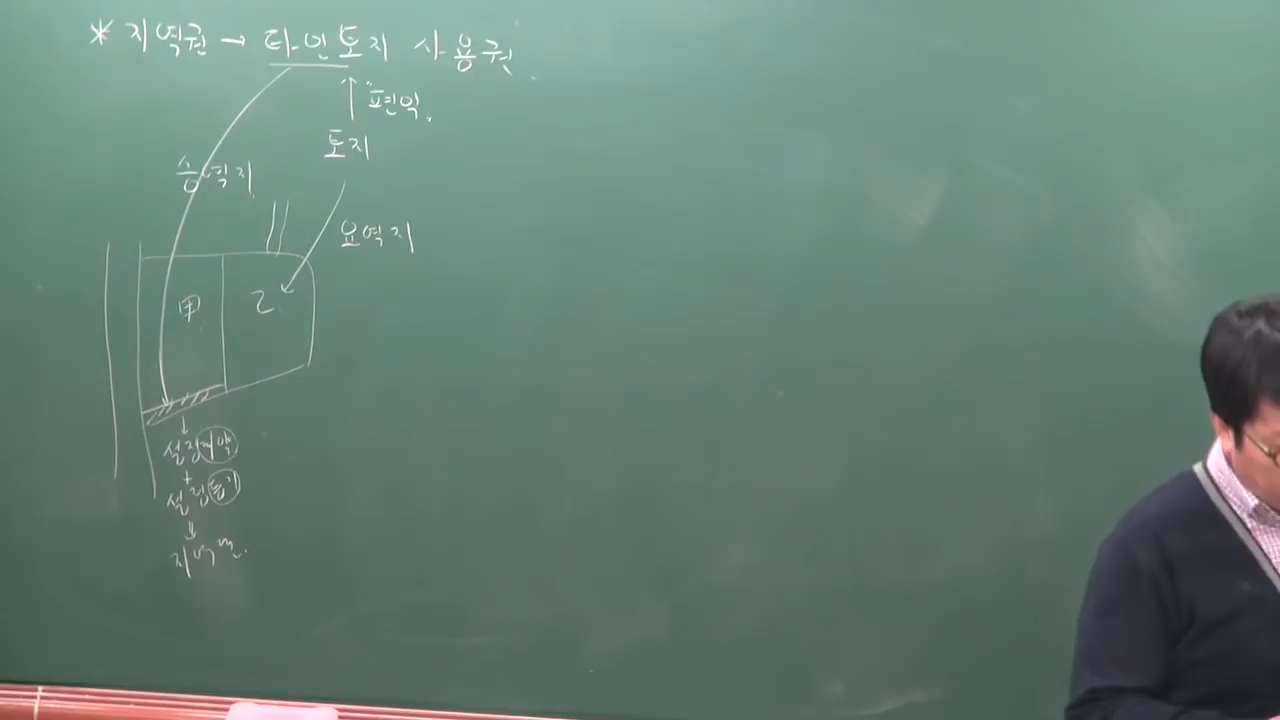 * 지역권 → 타인토지 사용권.
↑ 편익.
토지
승역지.
요역지
甲 乙
↓
설정계약
+
설정등기
⇓
지역권.